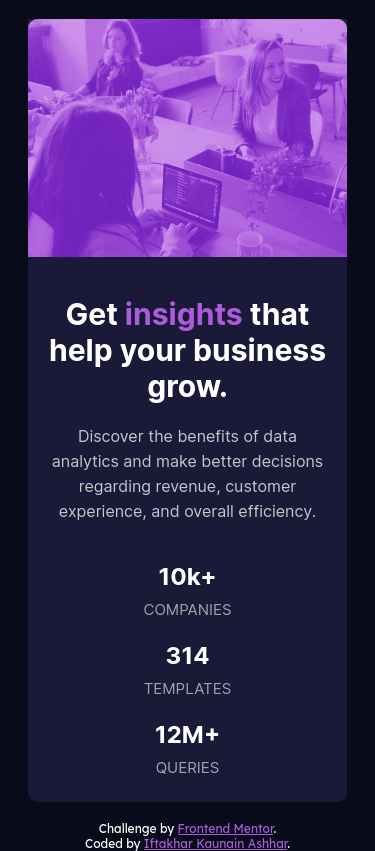 Get insights that
help your business
grow.
Discover the benefits of data
analytics and make better decisions
regarding revenue, customer
experience, and overall efficiency.
10k+
COMPANIES
314
TEMPLATES
12M+
QUERIES
Challenge by Frontend Mentor.
Coded by Iftakhar Kaunain Ashhar.